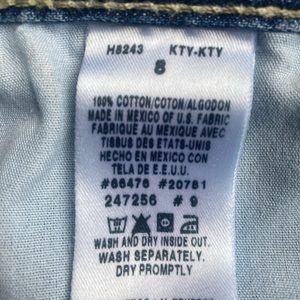 H8243 KTY-KTY
8
100% COTTON/COTON/ALGODON
MADE IN MEXICO OF U.S. FABRIC
FABRIQUE AU MEXIQUE AVEC
TISSUS DES ETATS-UNIS
HECHO EN MEXICO CON
TELA DE E.E.U.U.
#66476 #20781
247256 # 9
WASH AND DRY INSIDE OUT.
WASH SEPARATELY.
DRY PROMPTLY